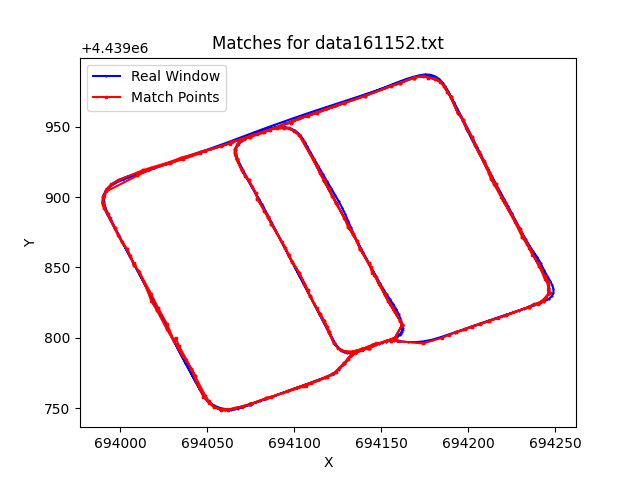 Matches for data161152.txt
+4.439e6
Real Window
Match Points
950
900
850
800
750
Y
694000 694050 694100 694150 694200 694250
X